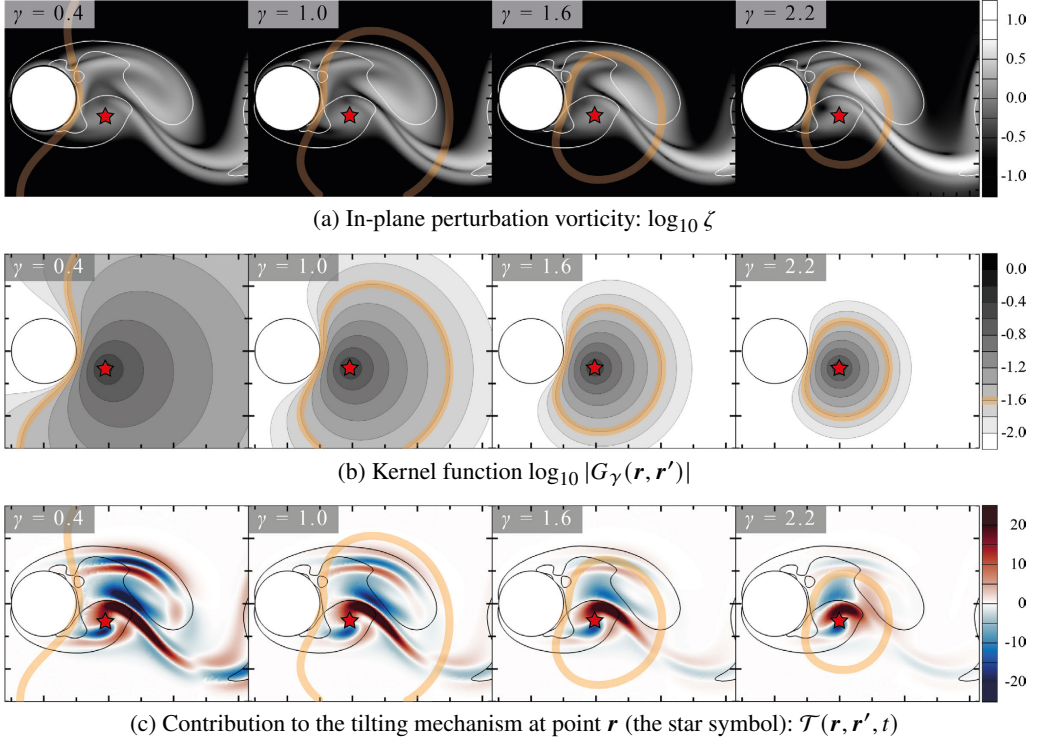 γ = 0.4 γ = 1.0 γ = 1.6 γ = 2.2
1.0
0.5
0.0
-0.5
-1.0
(a) In-plane perturbation vorticity: log₁₀ ζ
γ = 0.4 γ = 1.0 γ = 1.6 γ = 2.2
0.0
-0.4
-0.8
-1.2
-1.6
-2.0
(b) Kernel function log₁₀ |G_γ(r, r′)|
γ = 0.4 γ = 1.0 γ = 1.6 γ = 2.2
20
10
0
-10
-20
(c) Contribution to the tilting mechanism at point r (the star symbol): 𝒯(r, r′, t)